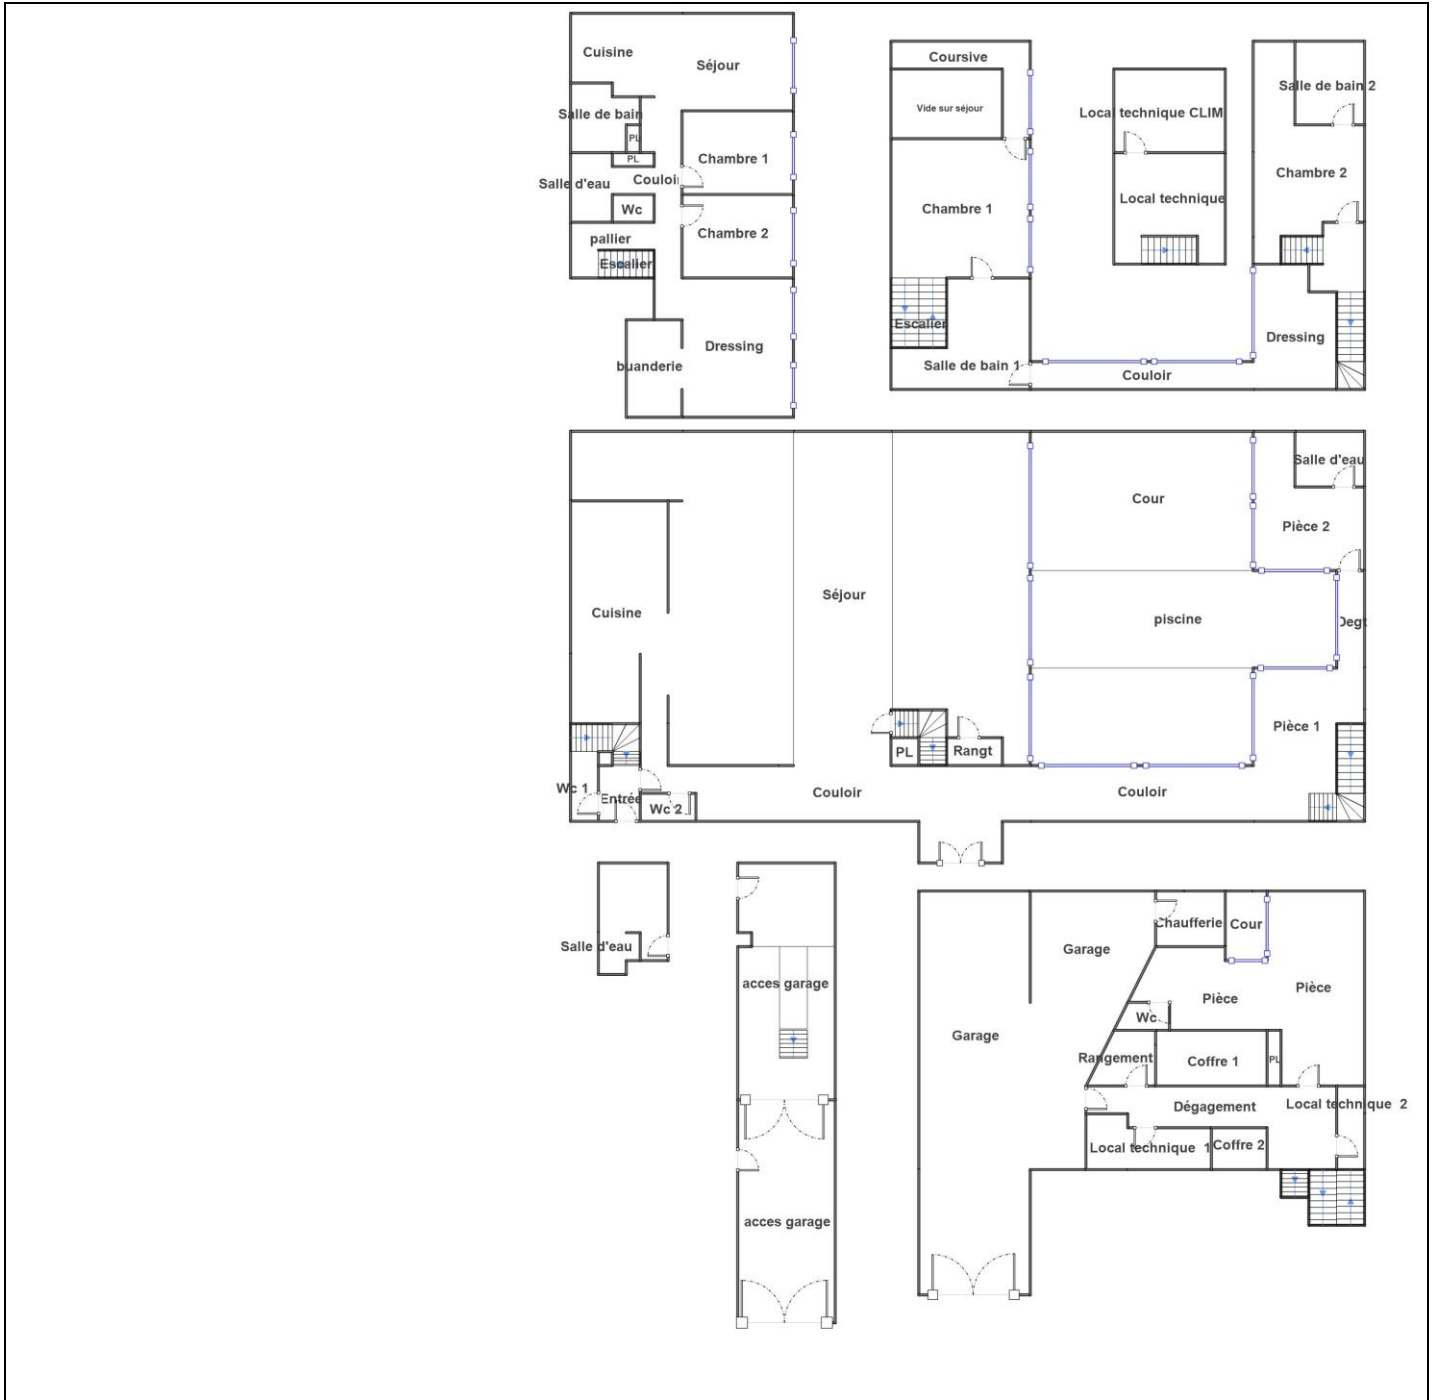 Cuisine
Séjour
Salle de bain
PL
PL
Chambre 1
Salle d'eau
Couloir
Wc
Chambre 2
pallier
Escalier
Dressing
buanderie
Coursive
Vide sur séjour
Chambre 1
Escalier
Salle de bain 1
Couloir
Local technique CLIM
Local technique
Salle de bain 2
Chambre 2
Dressing
Cuisine
Séjour
Cour
piscine
Salle d'eau
Pièce 2
Degt
Pièce 1
PL
Rangt
Wc 1
Entrée
Wc 2
Couloir
Couloir
Salle d'eau
acces garage
acces garage
Garage
Garage
Chaufferie
Cour
Pièce
Pièce
Wc
Rangement
Coffre 1
PL
Dégagement
Local technique 2
Local technique 1
Coffre 2